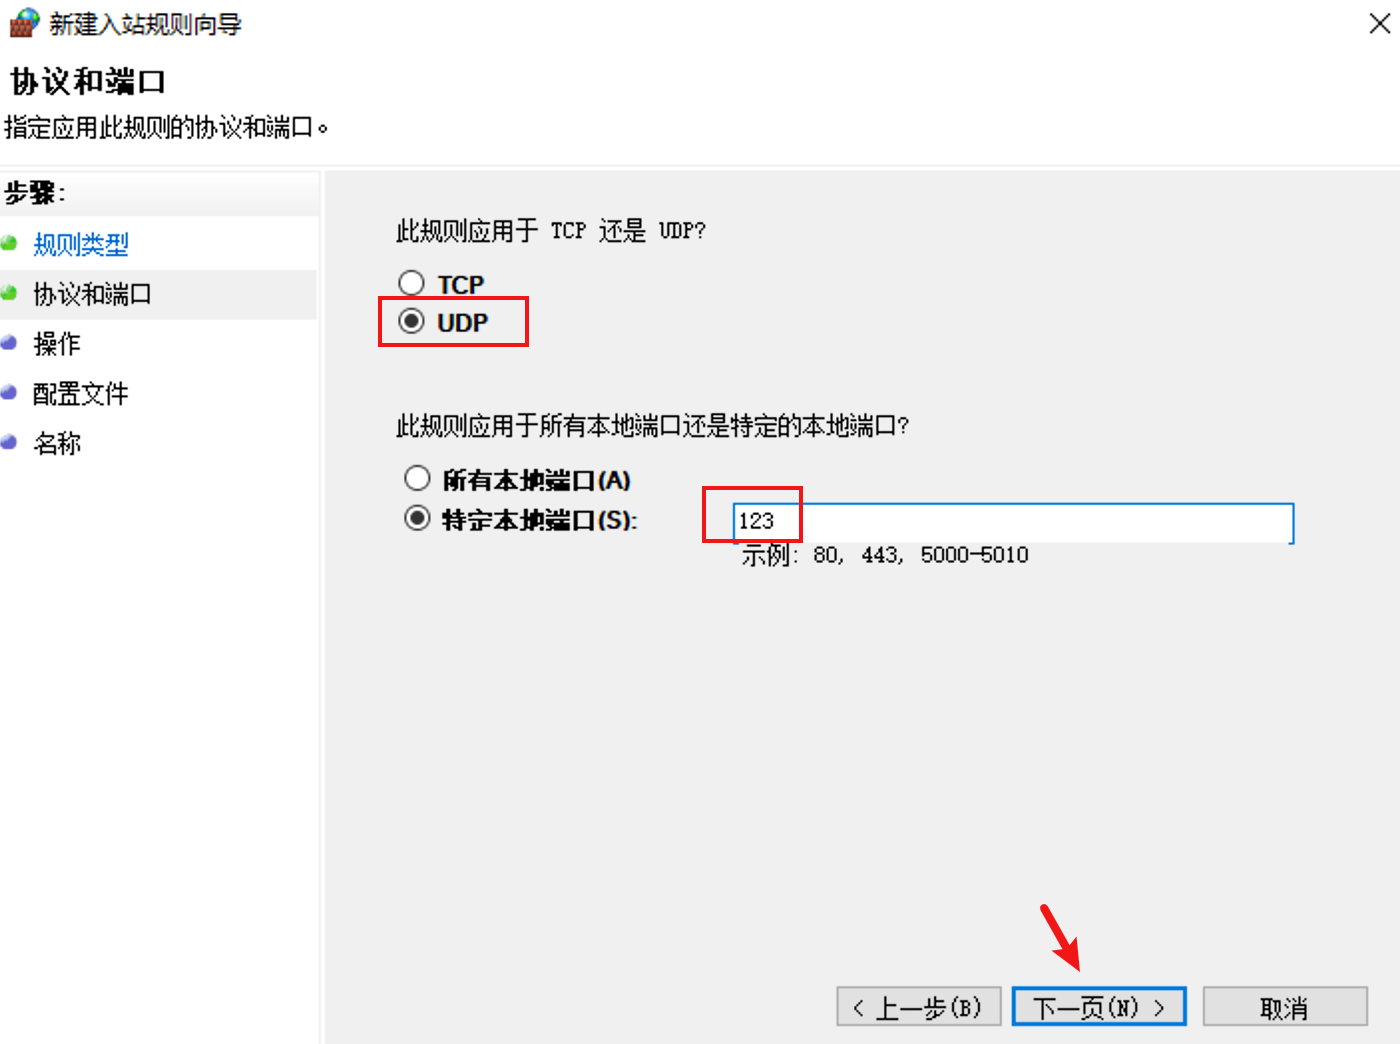 新建入站规则向导
协议和端口
指定应用此规则的协议和端口。
步骤:
规则类型
协议和端口
操作
配置文件
名称
此规则应用于 TCP 还是 UDP?
TCP
UDP
此规则应用于所有本地端口还是特定的本地端口?
所有本地端口(A)
特定本地端口(S):
123
示例: 80, 443, 5000-5010
< 上一步(B)
下一页(N) >
取消